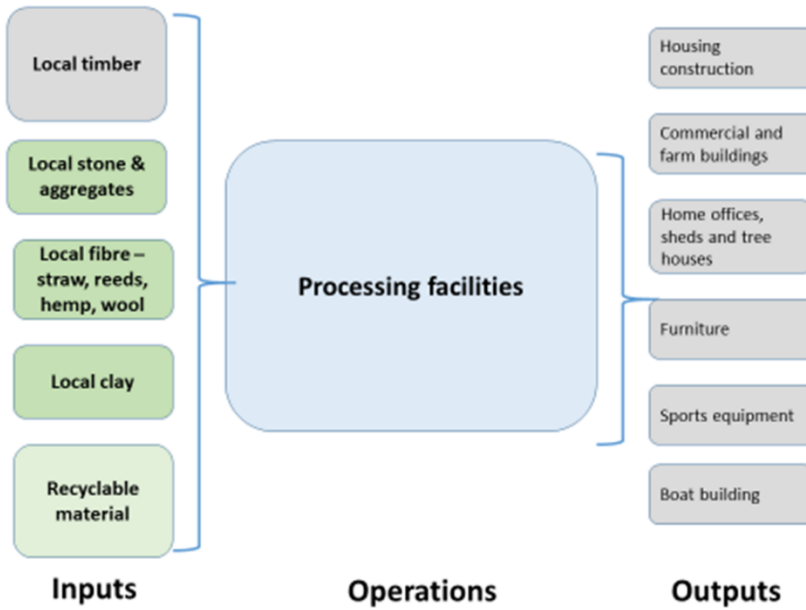 Local timber
Local stone &
aggregates
Local fibre –
straw, reeds,
hemp, wool
Local clay
Recyclable
material
Inputs
Processing facilities
Operations
Housing
construction
Commercial and
farm buildings
Home offices,
sheds and tree
houses
Furniture
Sports equipment
Boat building
Outputs